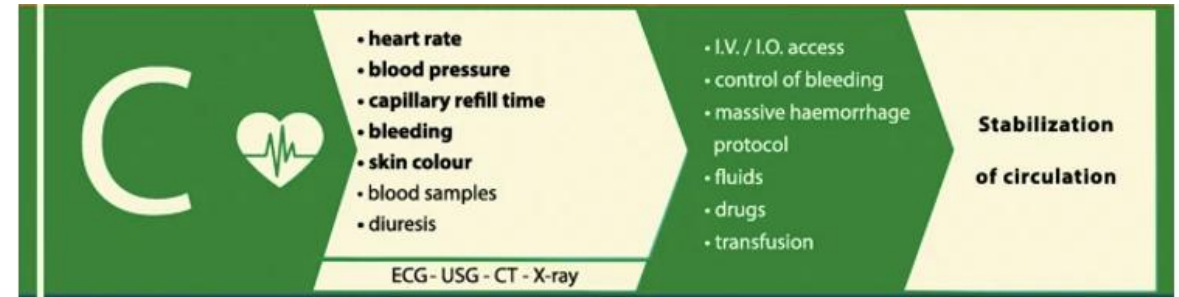 C
• heart rate
• blood pressure
• capillary refill time
• bleeding
• skin colour
• blood samples
• diuresis
ECG - USG - CT - X-ray
• I.V. / I.O. access
• control of bleeding
• massive haemorrhage
protocol
• fluids
• drugs
• transfusion
Stabilization
of circulation